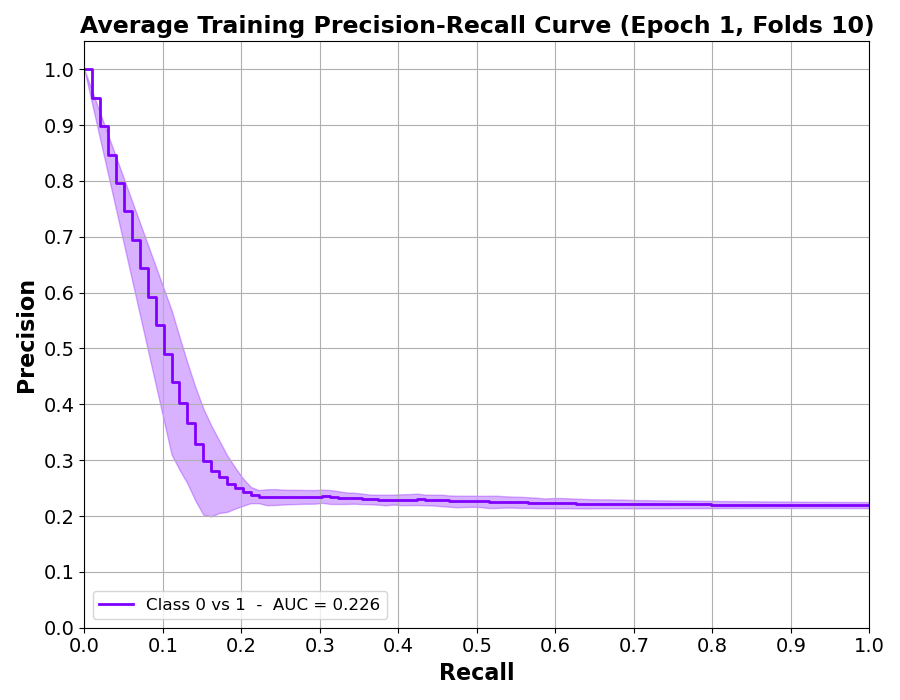 Average Training Precision-Recall Curve (Epoch 1, Folds 10)
1.0
0.9
0.8
0.7
0.6
0.5
0.4
0.3
0.2
0.1
0.0
Precision
Class 0 vs 1  -  AUC = 0.226
0.0 0.1 0.2 0.3 0.4 0.5 0.6 0.7 0.8 0.9 1.0
Recall